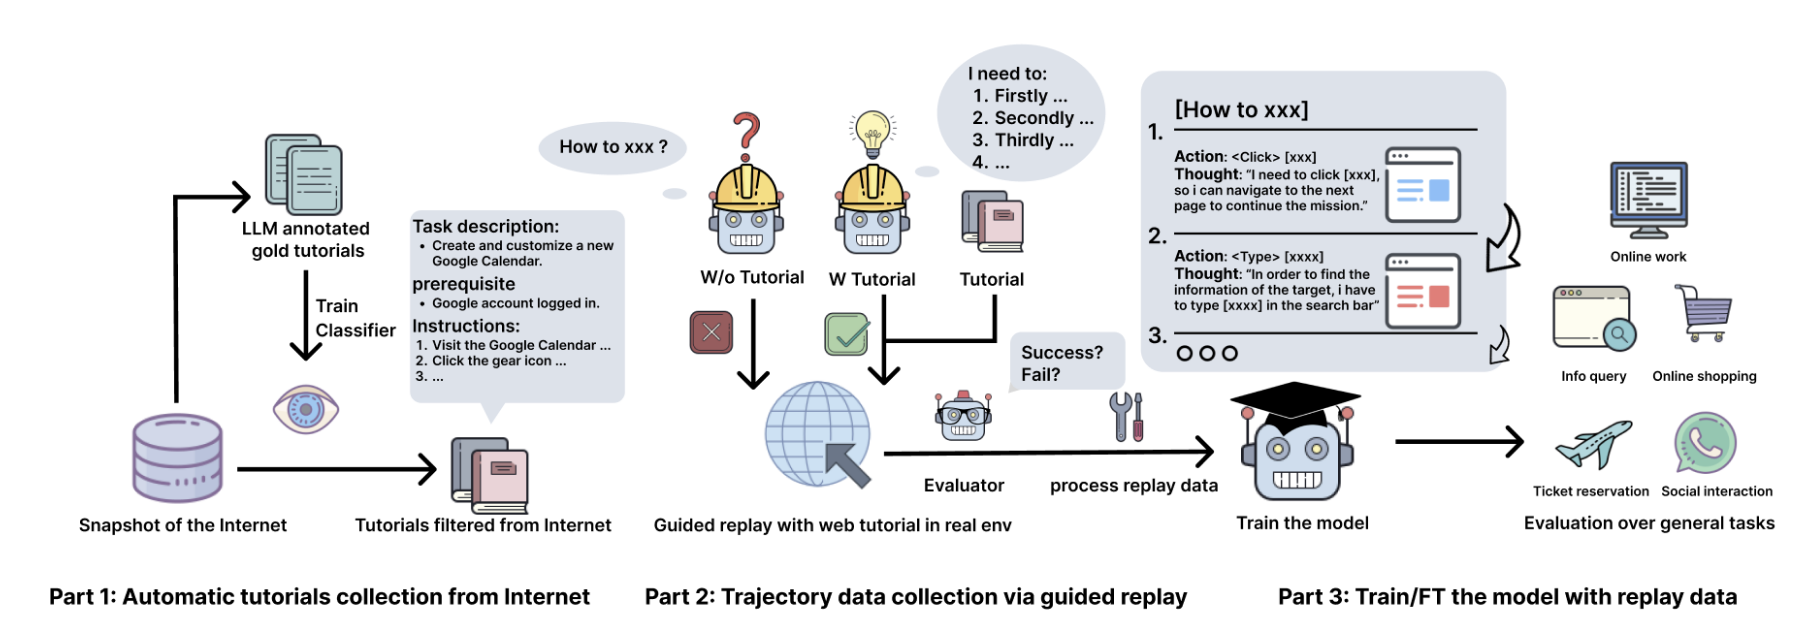 LLM annotated
gold tutorials
Train
Classifier
Snapshot of the Internet
Task description:
• Create and customize a new
Google Calendar.
prerequisite
• Google account logged in.
Instructions:
1. Visit the Google Calendar ...
2. Click the gear icon ...
3. ...
Tutorials filtered from Internet
How to xxx ?
I need to:
1. Firstly ...
2. Secondly ...
3. Thirdly ...
4. ...
W/o Tutorial
W Tutorial
Tutorial
Success?
Fail?
Evaluator
process replay data
Guided replay with web tutorial in real env
[How to xxx]
1.
Action: <Click> [xxx]
Thought: “I need to click [xxx],
so i can navigate to the next
page to continue the mission.”
2.
Action: <Type> [xxxx]
Thought: “In order to find the
information of the target, i have
to type [xxxx] in the search bar”
3.
Train the model
Online work
Info query
Online shopping
Ticket reservation
Social interaction
Evaluation over general tasks
Part 1: Automatic tutorials collection from Internet
Part 2: Trajectory data collection via guided replay
Part 3: Train/FT the model with replay data